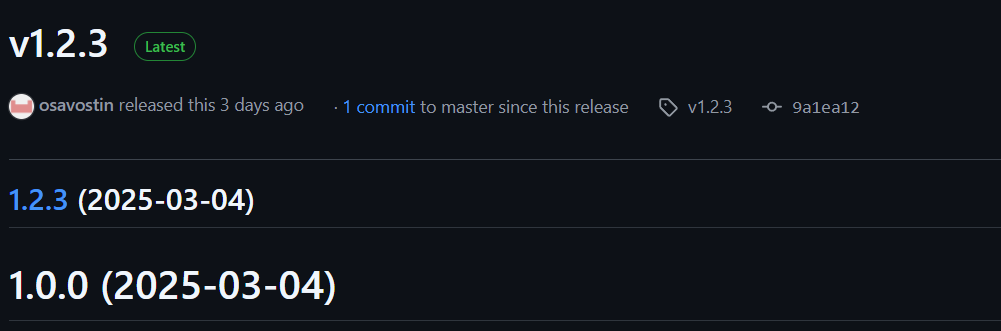 v1.2.3 Latest
osavostin released this 3 days ago · 1 commit to master since this release v1.2.3 9a1ea12
1.2.3 (2025-03-04)
1.0.0 (2025-03-04)